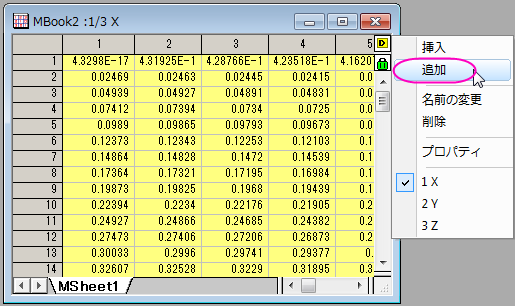 MBook2 :1/3 X
1 2 3 4 5
D
1 4.3298E-17 4.31925E-1 4.28766E-1 4.23518E-1 4.1620
2 0.02469 0.02463 0.02445 0.02415 0.0
3 0.04939 0.04927 0.04891 0.04831 0.0
4 0.07412 0.07394 0.0734 0.0725 0.0
5 0.0989 0.09865 0.09793 0.09673 0.0
6 0.12373 0.12343 0.12253 0.12103 0.1
7 0.14864 0.14828 0.1472 0.14539 0.1
8 0.17364 0.17321 0.17195 0.16984 0.1
9 0.19873 0.19825 0.1968 0.19439 0.1
10 0.22394 0.2234 0.22176 0.21905 0.2
11 0.24927 0.24866 0.24685 0.24382 0.2
12 0.27473 0.27406 0.27206 0.26873 0.2
13 0.30033 0.2996 0.29741 0.29377 0.2
14 0.32607 0.32528 0.3229 0.31895 0.3
MSheet1
挿入
追加
名前の変更
削除
プロパティ
1 X
2 Y
3 Z